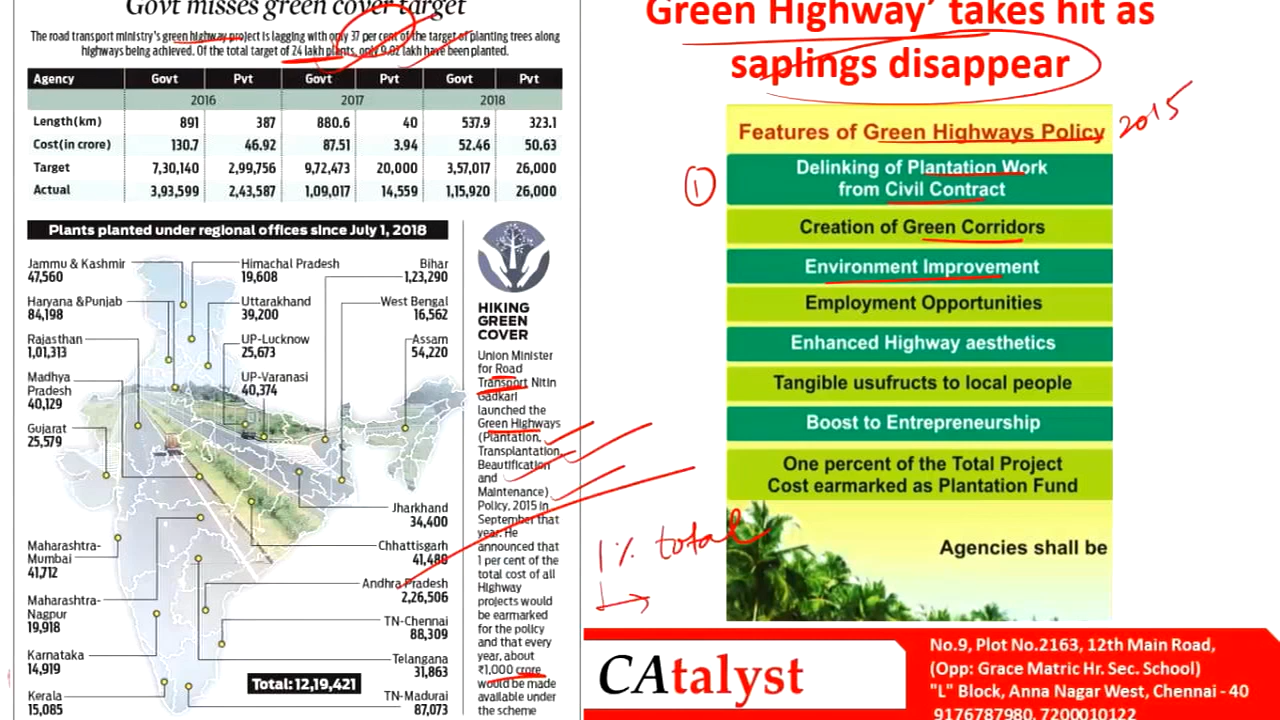 Govt misses green cover target
The road transport ministry's green highway project is lagging with only 37 per cent of the target of planting trees along
highways being achieved. Of the total target of 24 lakh plants, only 9.02 lakh have been planted.
Agency Govt Pvt Govt Pvt Govt Pvt
2016 2017 2018
Length(km) 891 387 880.6 40 537.9 323.1
Cost(in crore) 130.7 46.92 87.51 3.94 52.46 50.63
Target 7,30,140 2,99,756 9,72,473 20,000 3,57,017 26,000
Actual 3,93,599 2,43,587 1,09,017 14,559 1,15,920 26,000
Plants planted under regional offices since July 1, 2018
Jammu & Kashmir
47,560
Himachal Pradesh
19,608
Bihar
1,23,290
Haryana &Punjab
84,198
Uttarakhand
39,200
West Bengal
16,562
Rajasthan
1,01,313
UP-Lucknow
25,673
Assam
54,220
Madhya
Pradesh
40,129
UP-Varanasi
40,374
Gujarat
25,579
Jharkhand
34,400
Chhattisgarh
41,488
Maharashtra-
Mumbai
41,712
Andhra Pradesh
2,26,506
Maharashtra-
Nagpur
19,918
TN-Chennai
88,309
Karnataka
14,919
Telangana
31,863
Kerala
15,085
Total: 12,19,421
TN-Madurai
87,073
HIKING
GREEN
COVER
Union Minister
for Road
Transport Nitin
Gadkari
launched the
Green Highways
(Plantation,
Transplantation,
Beautification
and
Maintenance)
Policy, 2015 in
September that
year. He
announced that
1 per cent of the
total cost of all
Highway
projects would
be earmarked
for the policy
and that every
year, about
₹1,000 crore
would be made
available under
the scheme
Green Highway’ takes hit as
saplings disappear
Features of Green Highways Policy
2015
1
Delinking of Plantation Work
from Civil Contract
Creation of Green Corridors
Environment Improvement
Employment Opportunities
Enhanced Highway aesthetics
Tangible usufructs to local people
Boost to Entrepreneurship
One percent of the Total Project
Cost earmarked as Plantation Fund
1% total
Agencies shall be
CAtalyst
No.9, Plot No.2163, 12th Main Road,
(Opp: Grace Matric Hr. Sec. School)
"L" Block, Anna Nagar West, Chennai - 40
9176787980, 7200010122